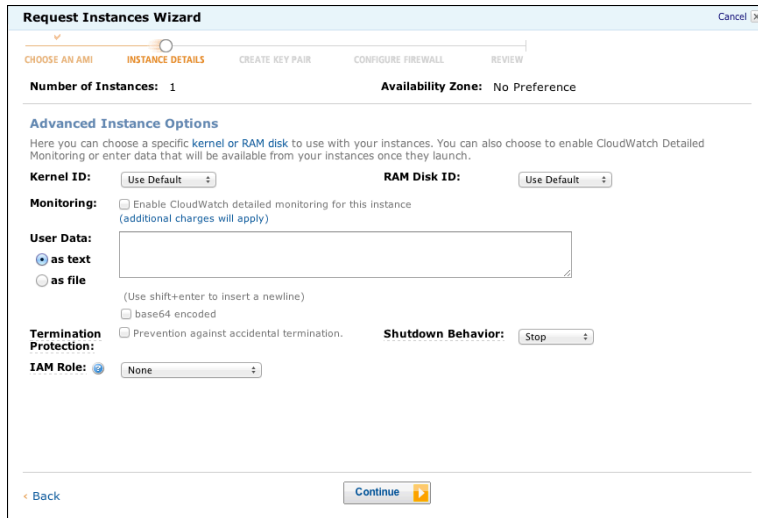 Request Instances Wizard
Cancel X
CHOOSE AN AMI INSTANCE DETAILS CREATE KEY PAIR CONFIGURE FIREWALL REVIEW
Number of Instances: 1 Availability Zone: No Preference
Advanced Instance Options
Here you can choose a specific kernel or RAM disk to use with your instances. You can also choose to enable CloudWatch Detailed
Monitoring or enter data that will be available from your instances once they launch.
Kernel ID: Use Default RAM Disk ID: Use Default
Monitoring: Enable CloudWatch detailed monitoring for this instance
(additional charges will apply)
User Data:
as text
as file
(Use shift+enter to insert a newline)
base64 encoded
Termination Protection: Prevention against accidental termination. Shutdown Behavior: Stop
IAM Role: ? None
< Back
Continue